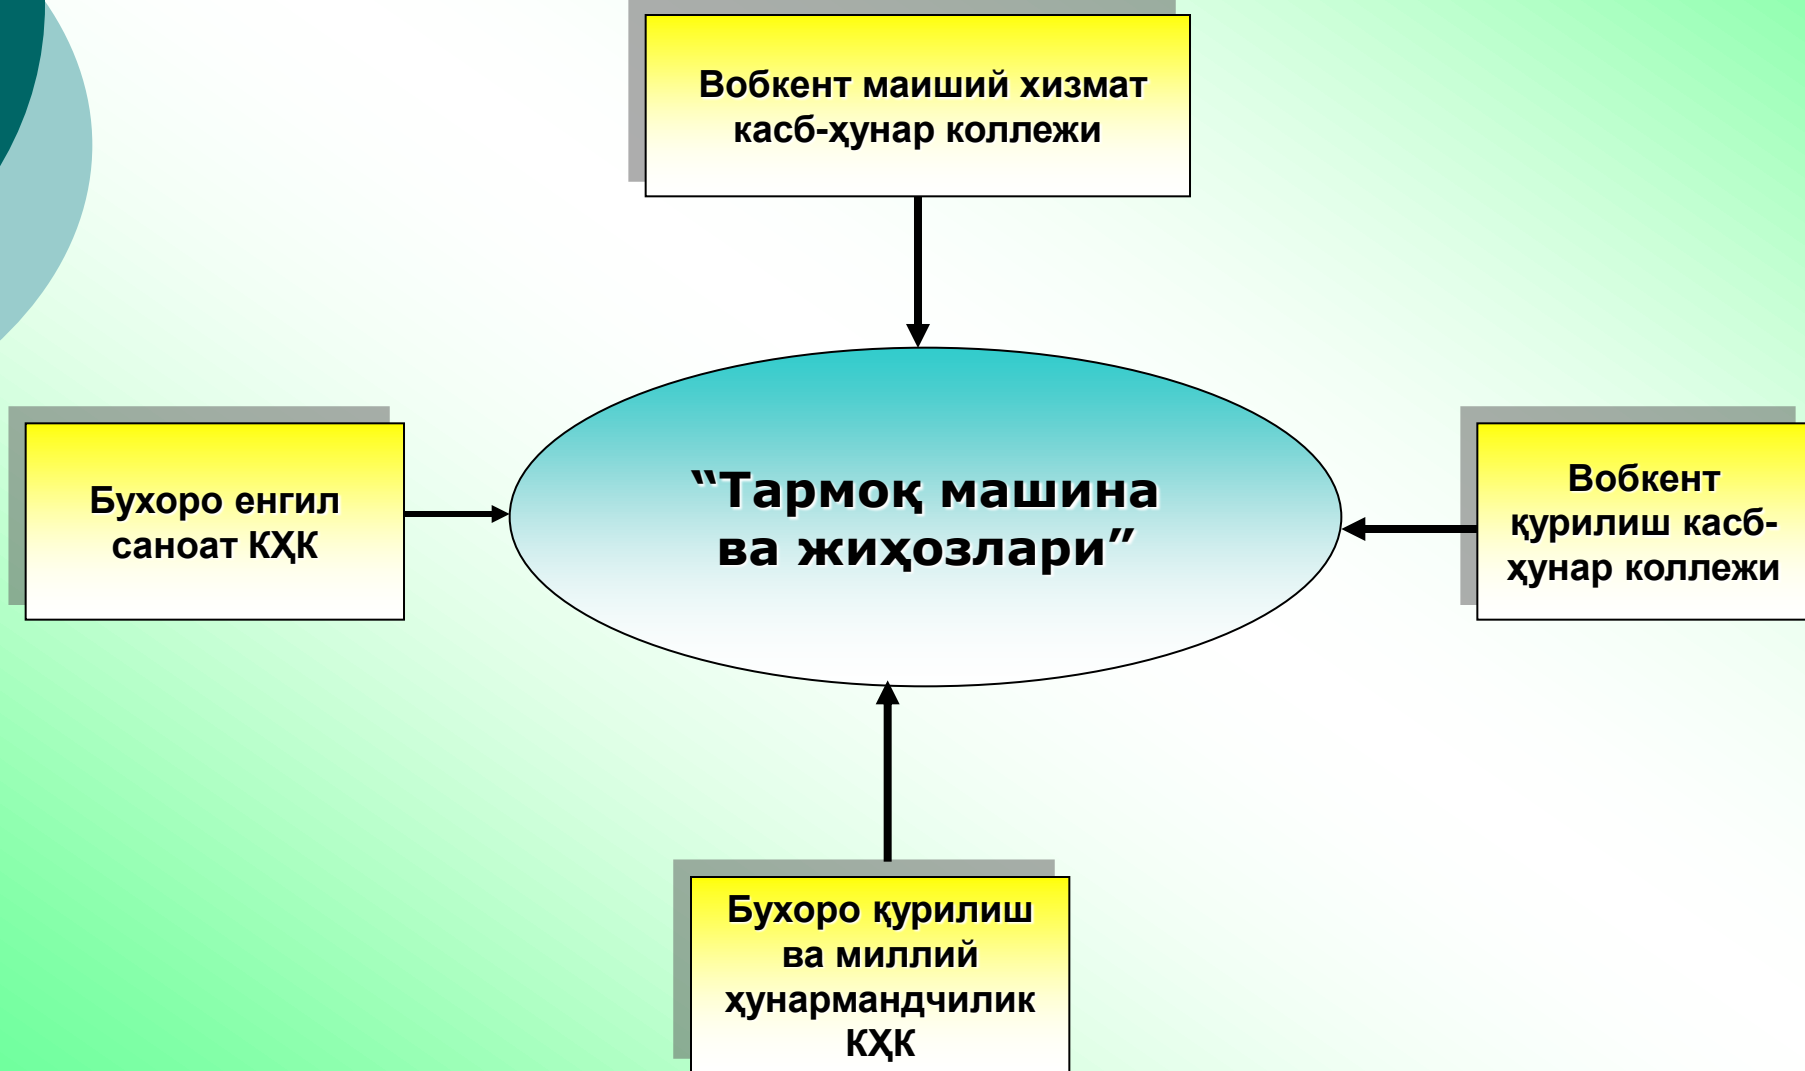 Вобкент маиший хизмат
касб-ҳунар коллежи
Бухоро енгил
саноат КҲК
“Тармоқ машина
ва жиҳозлари”
Вобкент
қурилиш касб-
ҳунар коллежи
Бухоро қурилиш
ва миллий
ҳунармандчилик
КҲК